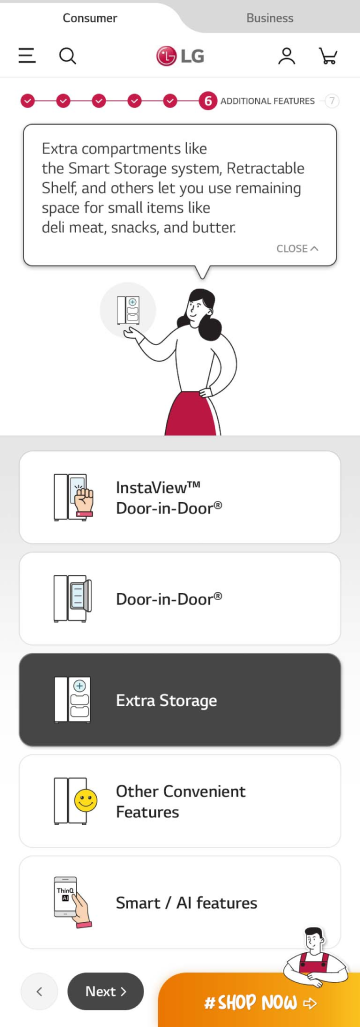 Consumer
Business
LG
6 ADDITIONAL FEATURES 7
Extra compartments like
the Smart Storage system, Retractable
Shelf, and others let you use remaining
space for small items like
deli meat, snacks, and butter.
CLOSE
InstaView™
Door-in-Door®
Door-in-Door®
Extra Storage
Other Convenient
Features
ThinQ
AI
Smart / AI features
Next
#SHOP NOW